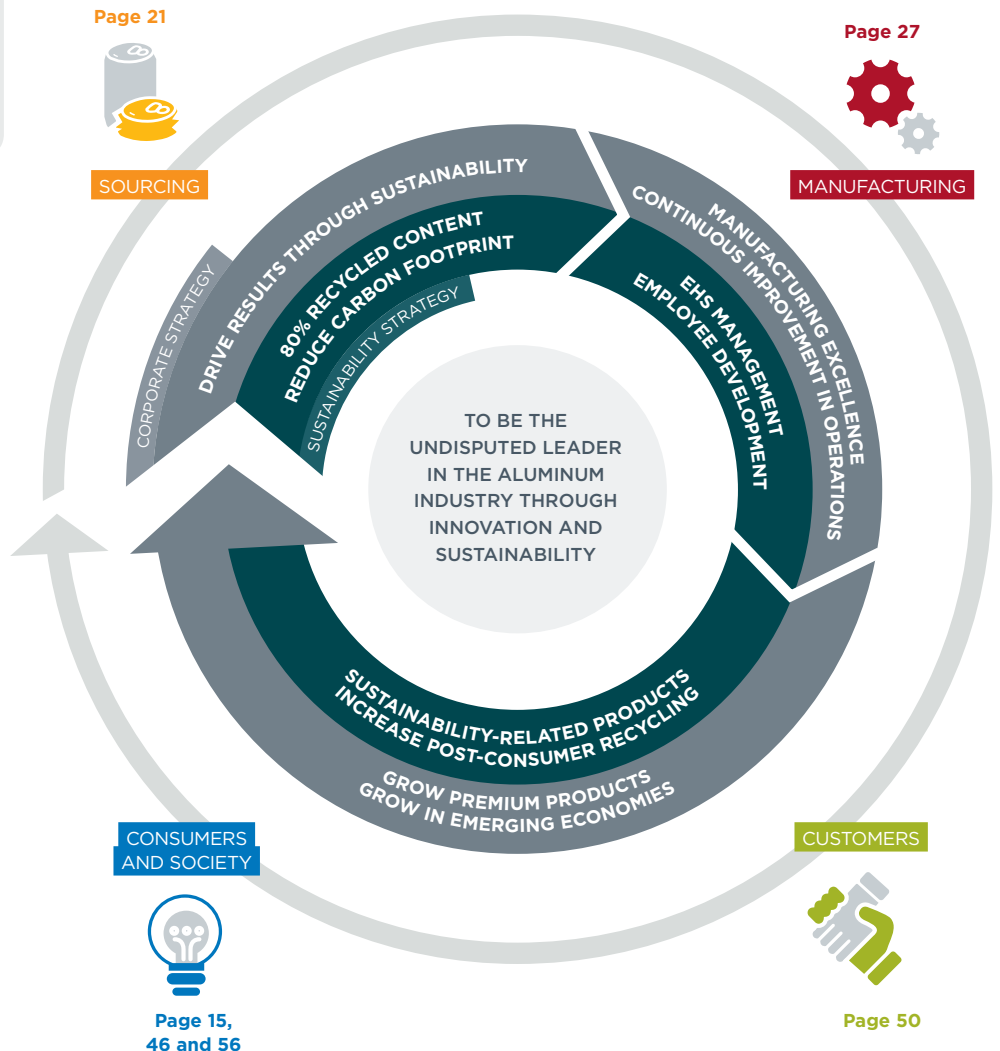 Page 21
SOURCING
Page 27
MANUFACTURING
CORPORATE STRATEGY
DRIVE RESULTS THROUGH SUSTAINABILITY
80% RECYCLED CONTENT
REDUCE CARBON FOOTPRINT
SUSTAINABILITY STRATEGY
MANUFACTURING EXCELLENCE
CONTINUOUS IMPROVEMENT IN OPERATIONS
EHS MANAGEMENT
EMPLOYEE DEVELOPMENT
TO BE THE
UNDISPUTED LEADER
IN THE ALUMINUM
INDUSTRY THROUGH
INNOVATION AND
SUSTAINABILITY
SUSTAINABILITY-RELATED PRODUCTS
INCREASE POST-CONSUMER RECYCLING
GROW PREMIUM PRODUCTS
GROW IN EMERGING ECONOMIES
CONSUMERS
AND SOCIETY
Page 15,
46 and 56
CUSTOMERS
Page 50